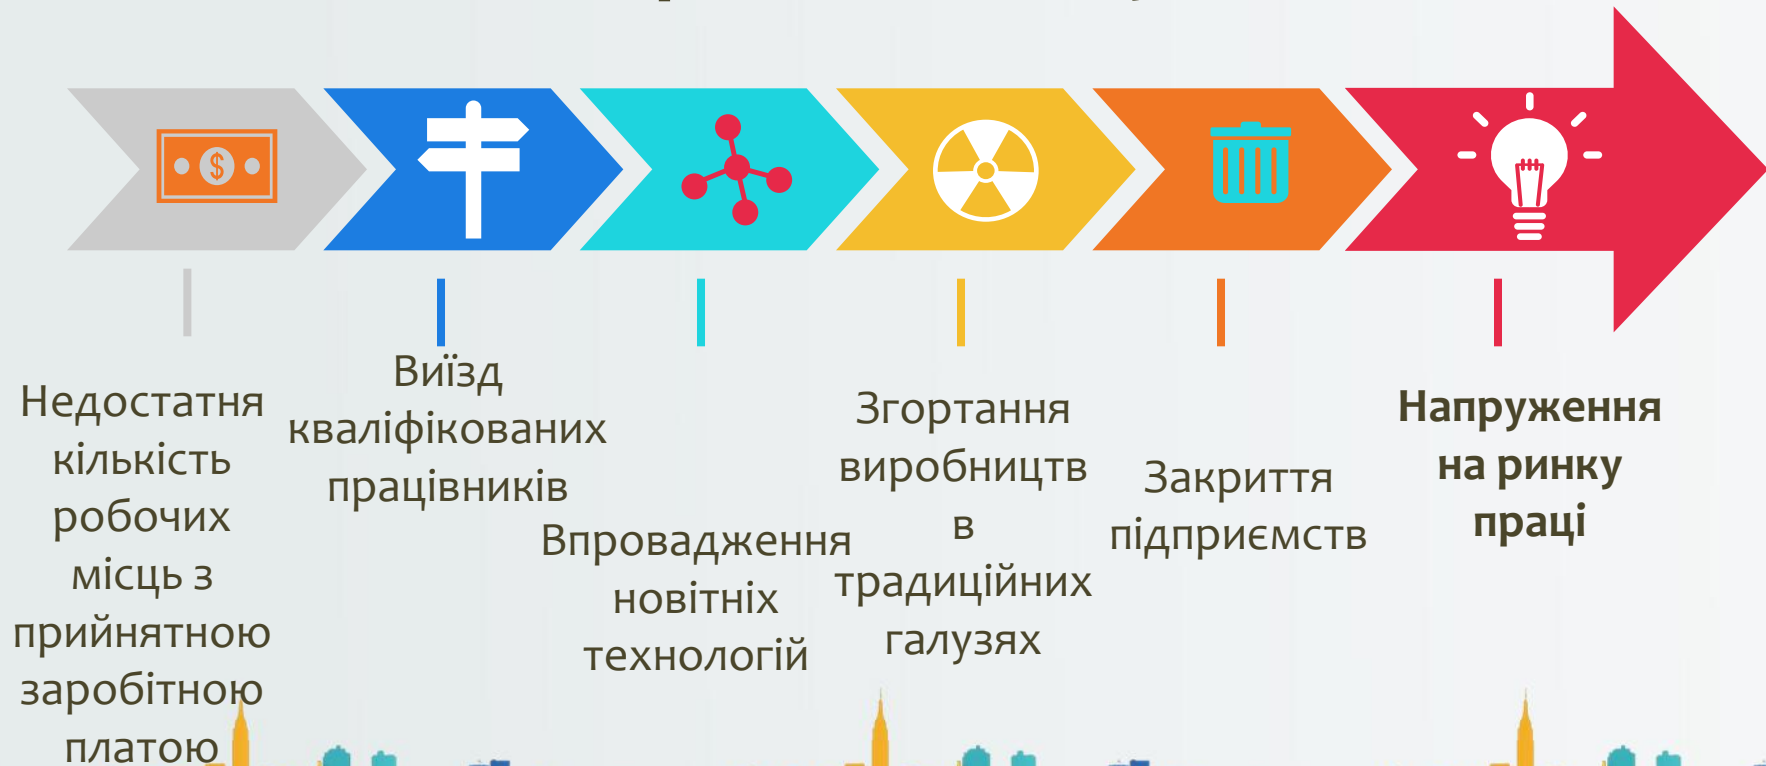 $
Недостатня
кількість
робочих
місць з
прийнятною
заробітною
платою
Виїзд
кваліфікованих
працівників
Впровадження
новітніх
технологій
Згортання
виробництв
в
традиційних
галузях
Закриття
підприємств
Напруження
на ринку
праці